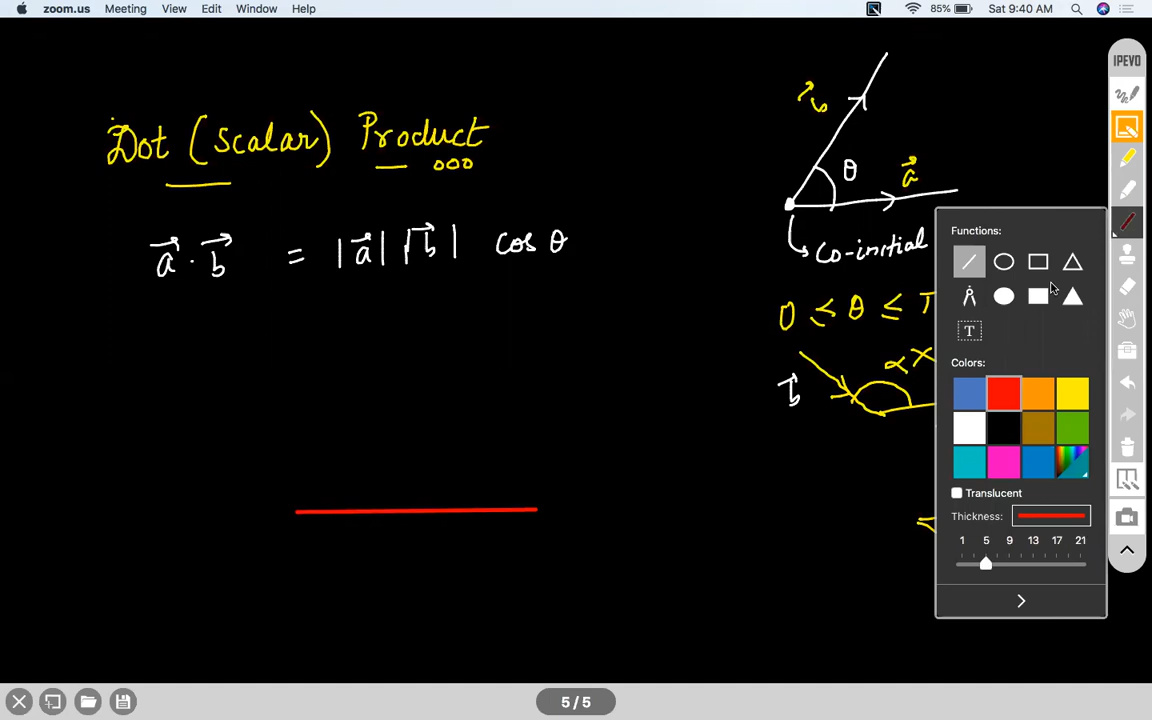 zoom.us Meeting View Edit Window Help 85% Sat 9:40 AM
IPEVO
Dot (Scalar) Product
a⃗ · b⃗ = |a⃗| |b⃗| cos θ
b⃗
θ
a⃗
Co-initial
0 ≤ θ ≤
α X
b⃗
Functions:
T
Colors:
Translucent
Thickness:
1 5 9 13 17 21
5/5